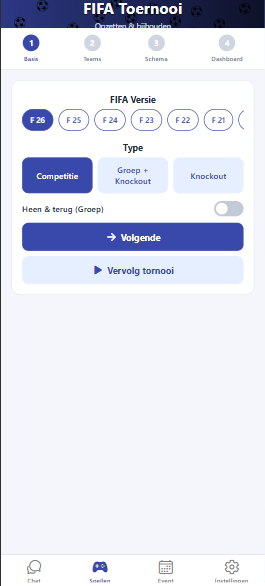 FIFA Toernooi
Opzetten & bijhouden
1 2 3 4
Basis Teams Schema Dashboard
FIFA Versie
F 26 F 25 F 24 F 23 F 22 F 21
Type
Competitie Groep + Knockout Knockout
Heen & terug (Groep)
→ Volgende
▶ Vervolg tornooi
Chat Spellen Event Instellingen